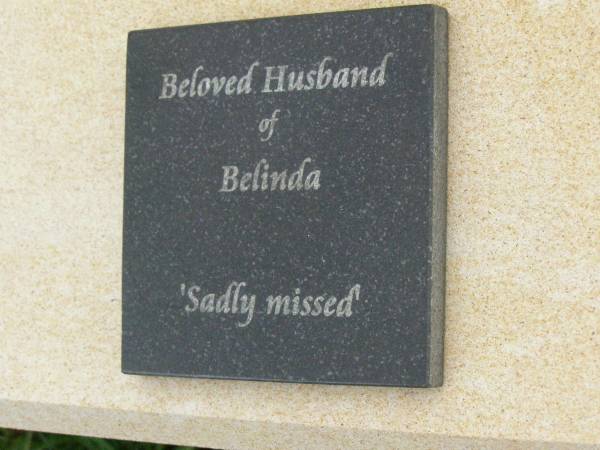 Beloved Husband
of
Belinda
'Sadly missed'